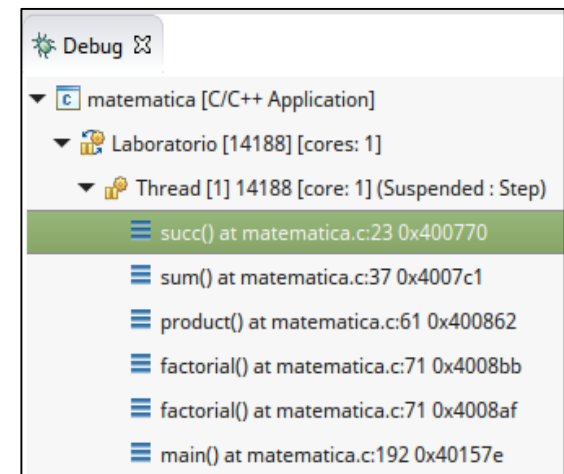 Debug
matematica [C/C++ Application]
Laboratorio [14188] [cores: 1]
Thread [1] 14188 [core: 1] (Suspended : Step)
succ() at matematica.c:23 0x400770
sum() at matematica.c:37 0x4007c1
product() at matematica.c:61 0x400862
factorial() at matematica.c:71 0x4008bb
factorial() at matematica.c:71 0x4008af
main() at matematica.c:192 0x40157e